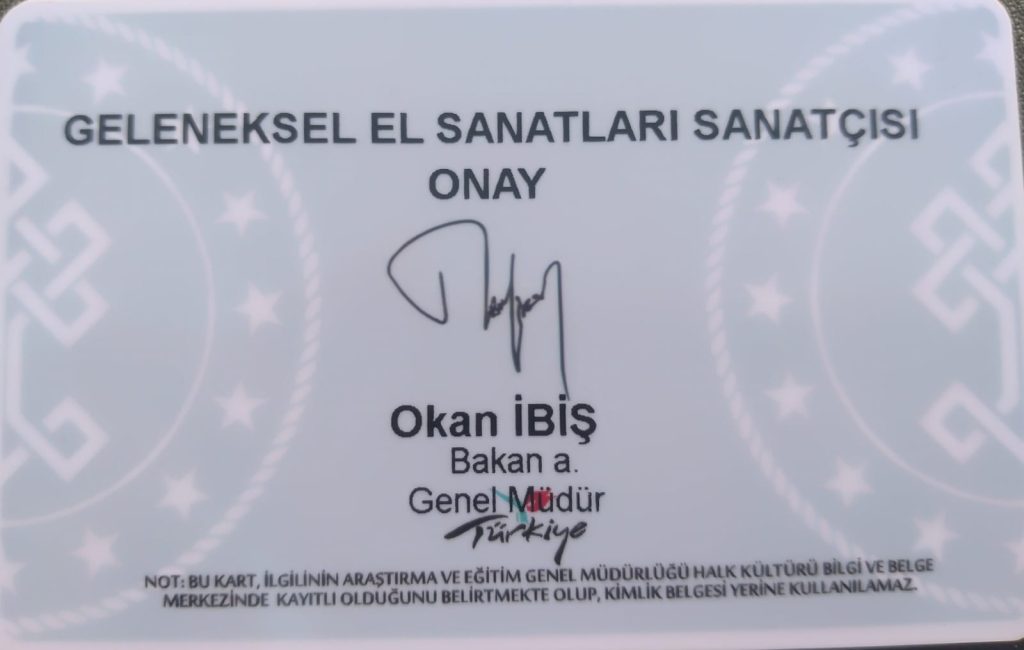 GELENEKSEL EL SANATLARI SANATÇISI
ONAY
Okan İBİŞ
Bakan a.
Genel Müdür
Türkiye
NOT: BU KART, İLGİLİNİN ARAŞTIRMA VE EĞİTİM GENEL MÜDÜRLÜĞÜ HALK KÜLTÜRÜ BİLGİ VE BELGE
MERKEZİNDE KAYITLI OLDUĞUNU BELİRTMEKTE OLUP, KİMLİK BELGESİ YERİNE KULLANILAMAZ.